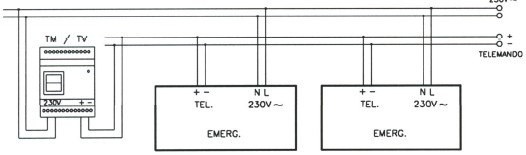 230V~
TM / TV
+
-
TELEMANDO
230V + -
+ - N L
TEL. 230V~
EMERG.
+ - N L
TEL. 230V~
EMERG.